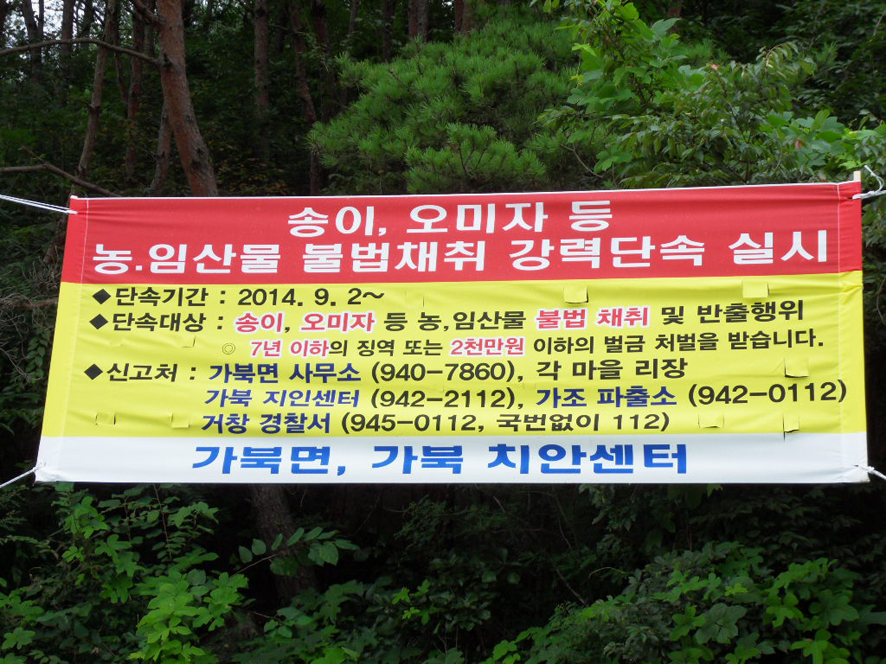 송이, 오미자 등
농.임산물 불법채취 강력단속 실시
◆단속기간 : 2014. 9. 2~
◆단속대상 : 송이, 오미자 등 농,임산물 불법 채취 및 반출행위
◎ 7년 이하의 징역 또는 2천만원 이하의 벌금 처벌을 받습니다.
◆신고처 : 가북면 사무소 (940-7860), 각 마을 리장
가북 지인센터 (942-2112), 가조 파출소 (942-0112)
거창 경찰서 (945-0112, 국번없이 112)
가북면, 가북 치안센터